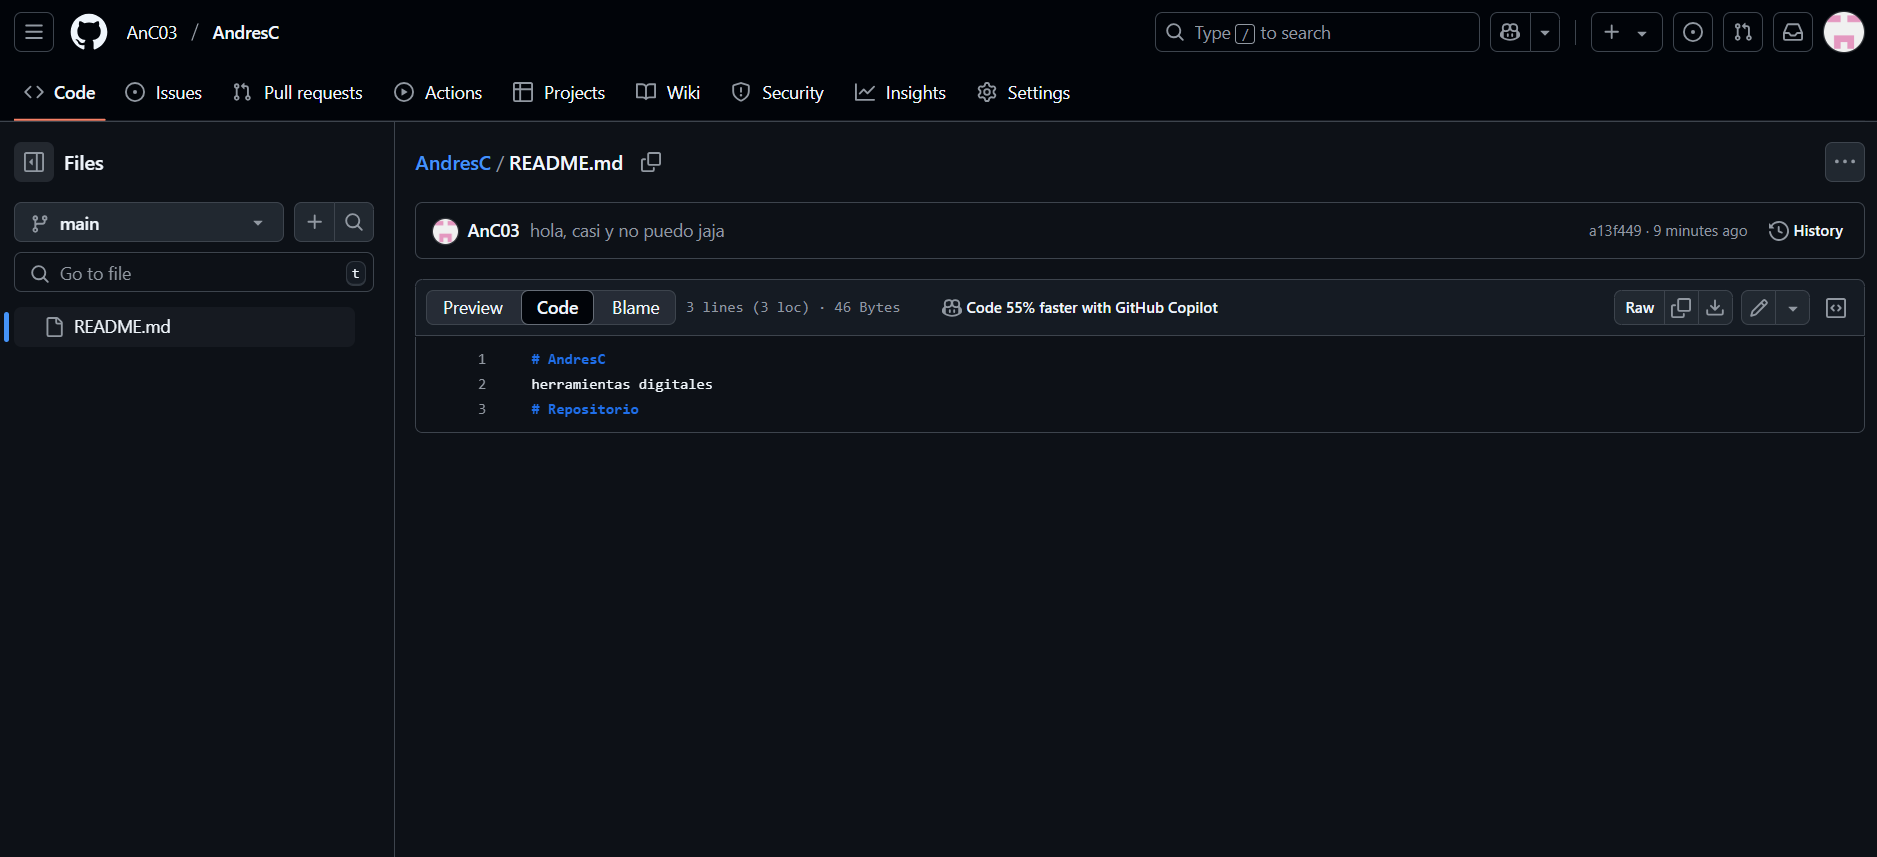 AnC03 / AndresC
Type / to search
Code Issues Pull requests Actions Projects Wiki Security Insights Settings
Files
main
Go to file t
README.md
AndresC / README.md
AnC03 hola, casi y no puedo jaja a13f449 · 9 minutes ago History
Preview Code Blame 3 lines (3 loc) · 46 Bytes Code 55% faster with GitHub Copilot Raw
1 # AndresC
2 herramientas digitales
3 # Repositorio